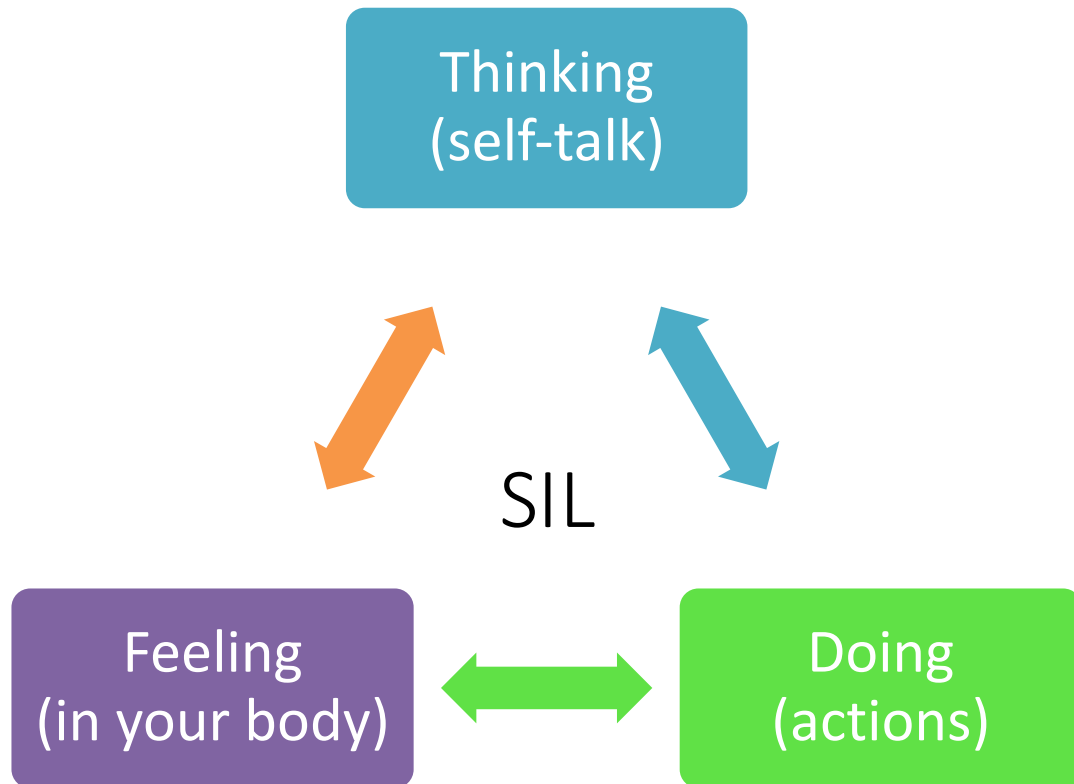 Thinking
(self-talk)
SIL
Feeling
(in your body)
Doing
(actions)